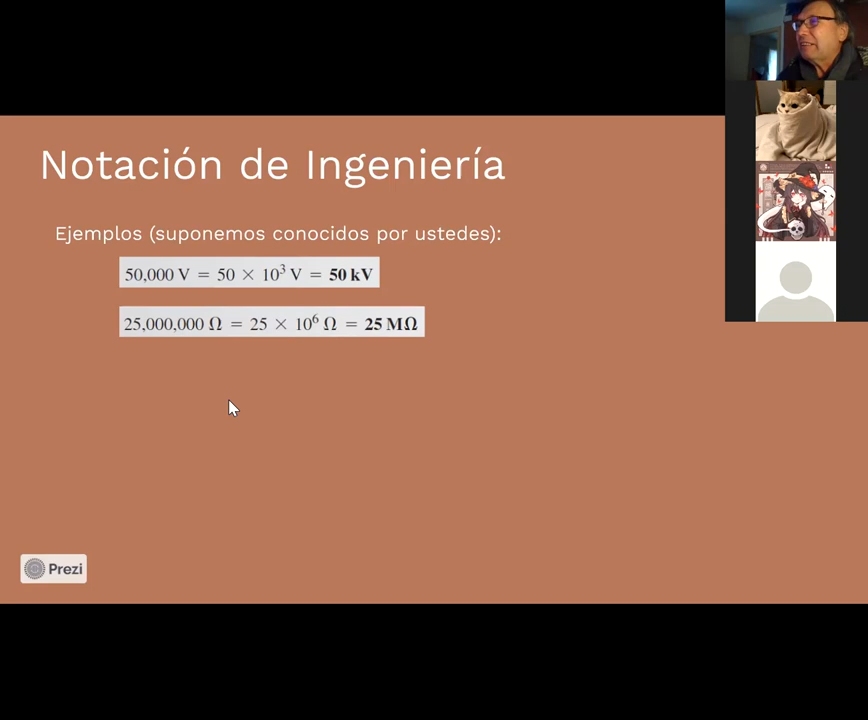 Notación de Ingeniería
Ejemplos (suponemos conocidos por ustedes):
50,000 V = 50 × 10³ V = 50 kV
25,000,000 Ω = 25 × 10⁶ Ω = 25 MΩ
Prezi